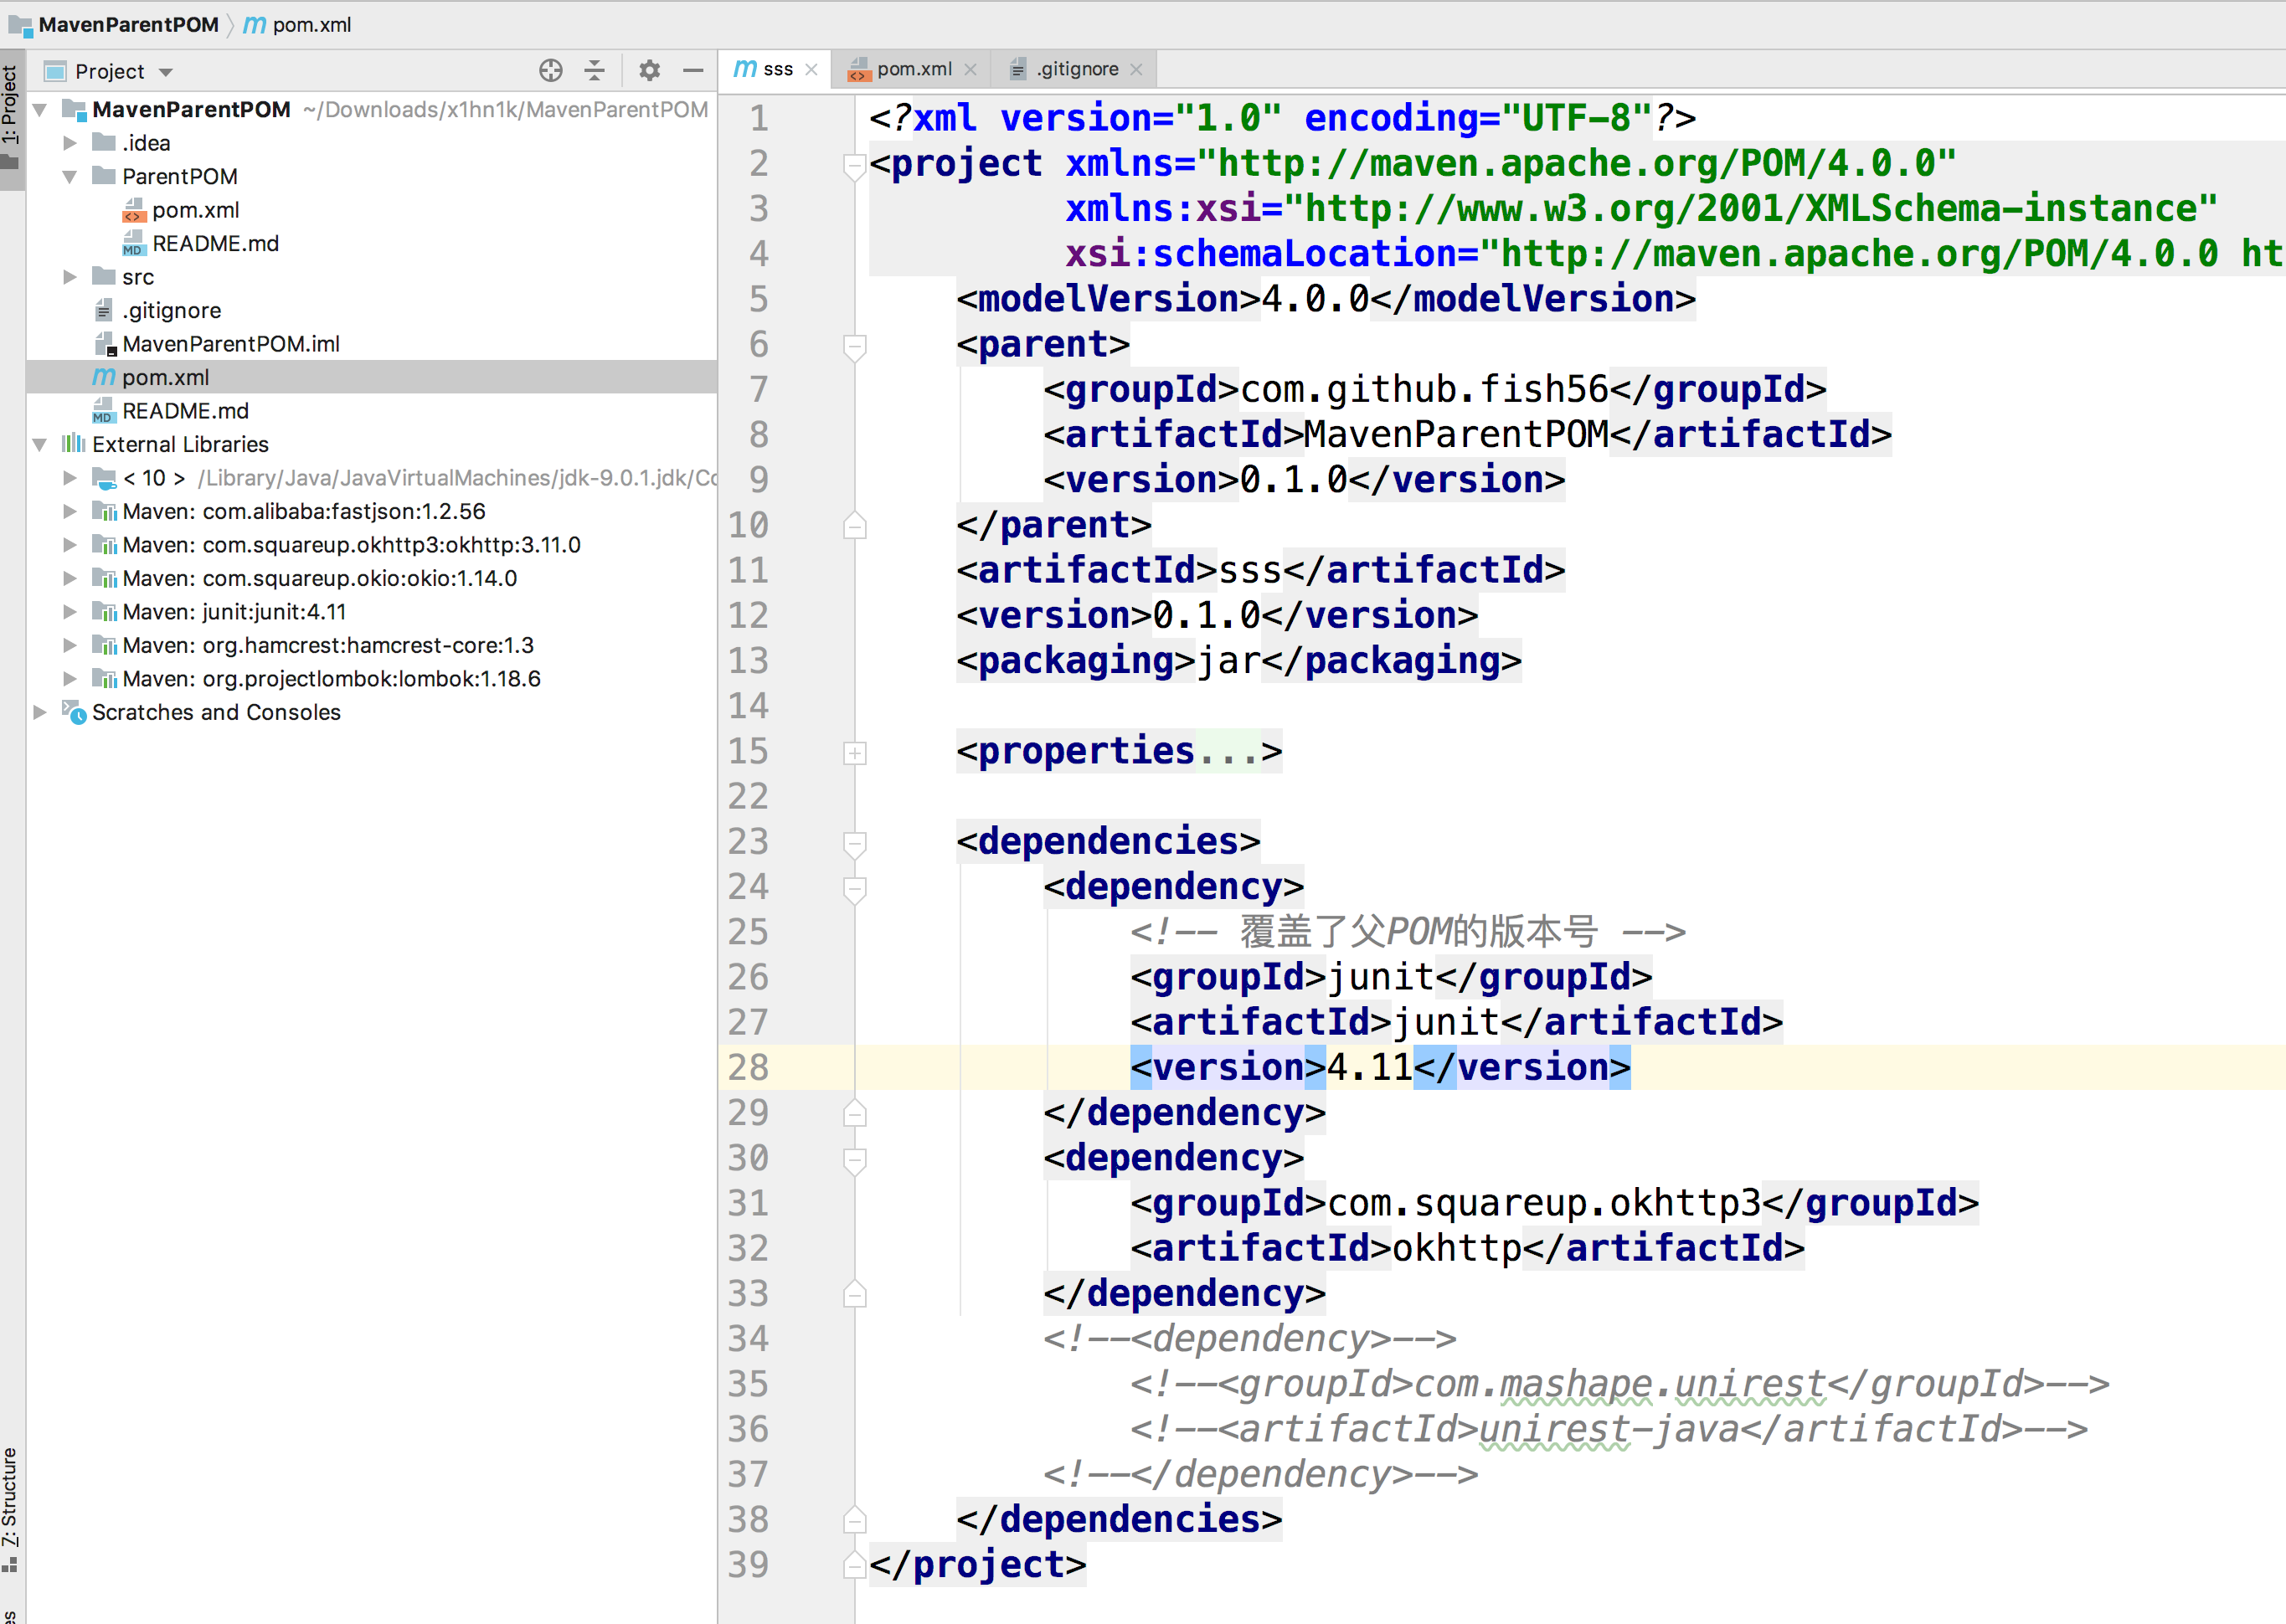 MavenParentPOM pom.xml
1: Project
Project
MavenParentPOM ~/Downloads/x1hn1k/MavenParentPOM
.idea
ParentPOM
pom.xml
README.md
src
.gitignore
MavenParentPOM.iml
pom.xml
README.md
External Libraries
< 10 > /Library/Java/JavaVirtualMachines/jdk-9.0.1.jdk/Co
Maven: com.alibaba:fastjson:1.2.56
Maven: com.squareup.okhttp3:okhttp:3.11.0
Maven: com.squareup.okio:okio:1.14.0
Maven: junit:junit:4.11
Maven: org.hamcrest:hamcrest-core:1.3
Maven: org.projectlombok:lombok:1.18.6
Scratches and Consoles
7: Structure
sss pom.xml .gitignore
1 <?xml version="1.0" encoding="UTF-8"?>
2 <project xmlns="http://maven.apache.org/POM/4.0.0"
3 xmlns:xsi="http://www.w3.org/2001/XMLSchema-instance"
4 xsi:schemaLocation="http://maven.apache.org/POM/4.0.0 ht
5 <modelVersion>4.0.0</modelVersion>
6 <parent>
7 <groupId>com.github.fish56</groupId>
8 <artifactId>MavenParentPOM</artifactId>
9 <version>0.1.0</version>
10 </parent>
11 <artifactId>sss</artifactId>
12 <version>0.1.0</version>
13 <packaging>jar</packaging>
14
15 <properties...>
22
23 <dependencies>
24 <dependency>
25 <!-- 覆盖了父POM的版本号 -->
26 <groupId>junit</groupId>
27 <artifactId>junit</artifactId>
28 <version>4.11</version>
29 </dependency>
30 <dependency>
31 <groupId>com.squareup.okhttp3</groupId>
32 <artifactId>okhttp</artifactId>
33 </dependency>
34 <!--<dependency>-->
35 <!--<groupId>com.mashape.unirest</groupId>-->
36 <!--<artifactId>unirest-java</artifactId>-->
37 <!--</dependency>-->
38 </dependencies>
39 </project>